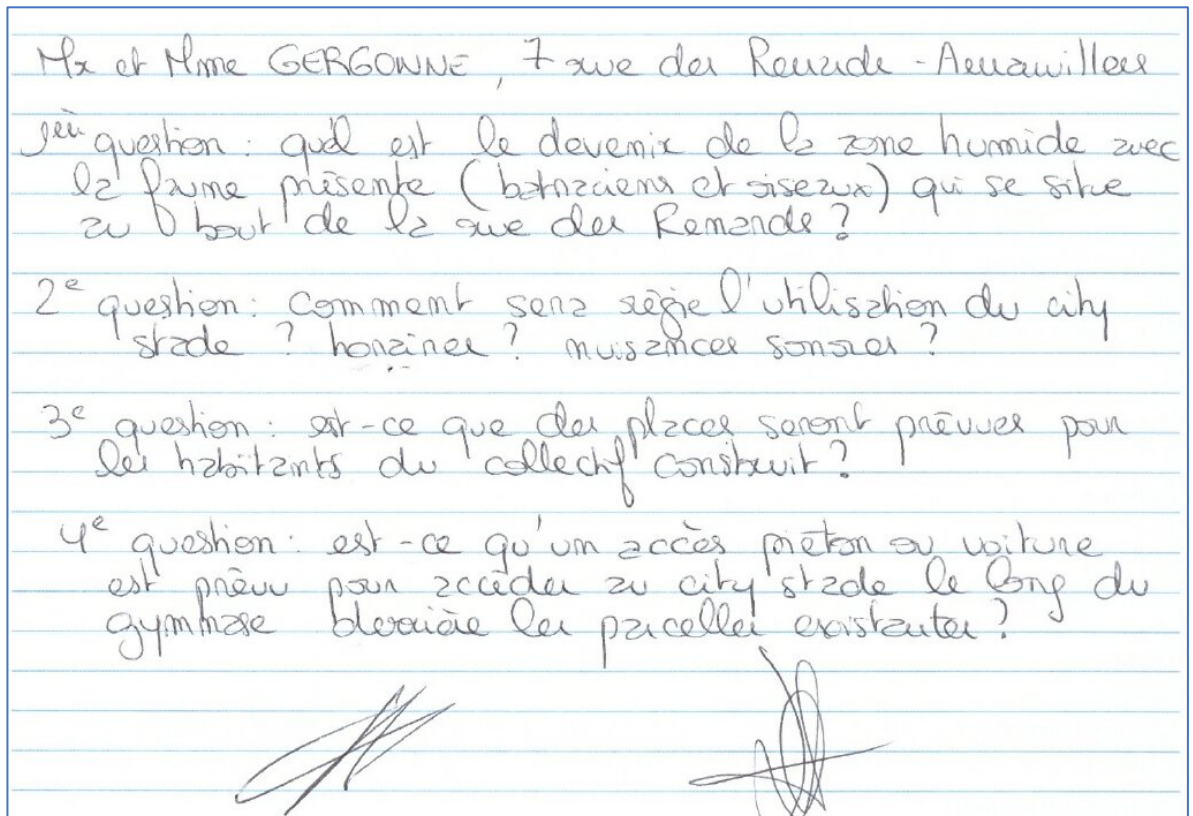 Mr et Mme GERGONNE, 7 rue des Renards - Amanvillers
1ère question : quel est le devenir de la zone humide avec
la faune présente (batraciens et oiseaux) qui se situe
au bout de la rue des Renards ?
2e question : comment sera régie l'utilisation du city
stade ? horaires ? nuisances sonores ?
3e question : est-ce que des places seront prévues pour
les habitants du collectif construit ?
4e question : est-ce qu'un accès piéton ou voiture
est prévu pour accéder au city stade le long du
gymnase derrière les parcelles existantes ?